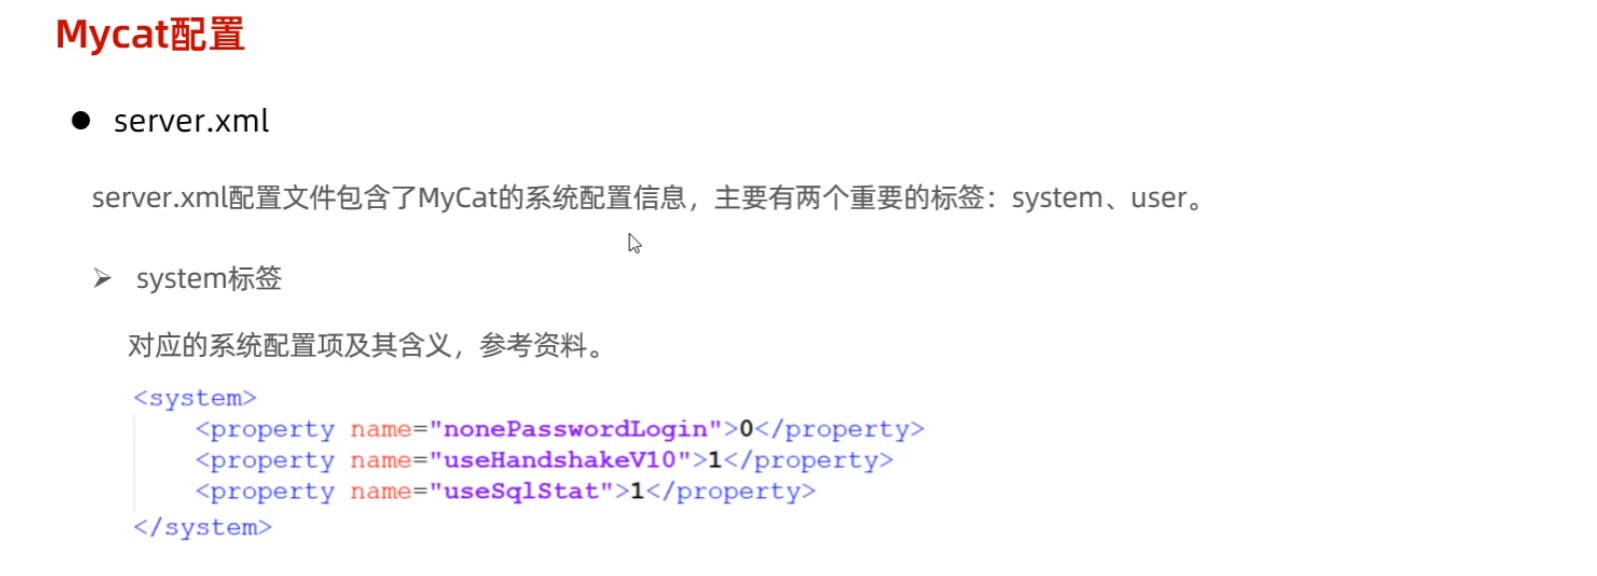 Mycat配置
● server.xml
server.xml配置文件包含了MyCat的系统配置信息，主要有两个重要的标签：system、user。
➢ system标签
对应的系统配置项及其含义，参考资料。
<system>
<property name="nonePasswordLogin">0</property>
<property name="useHandshakeV10">1</property>
<property name="useSqlStat">1</property>
</system>